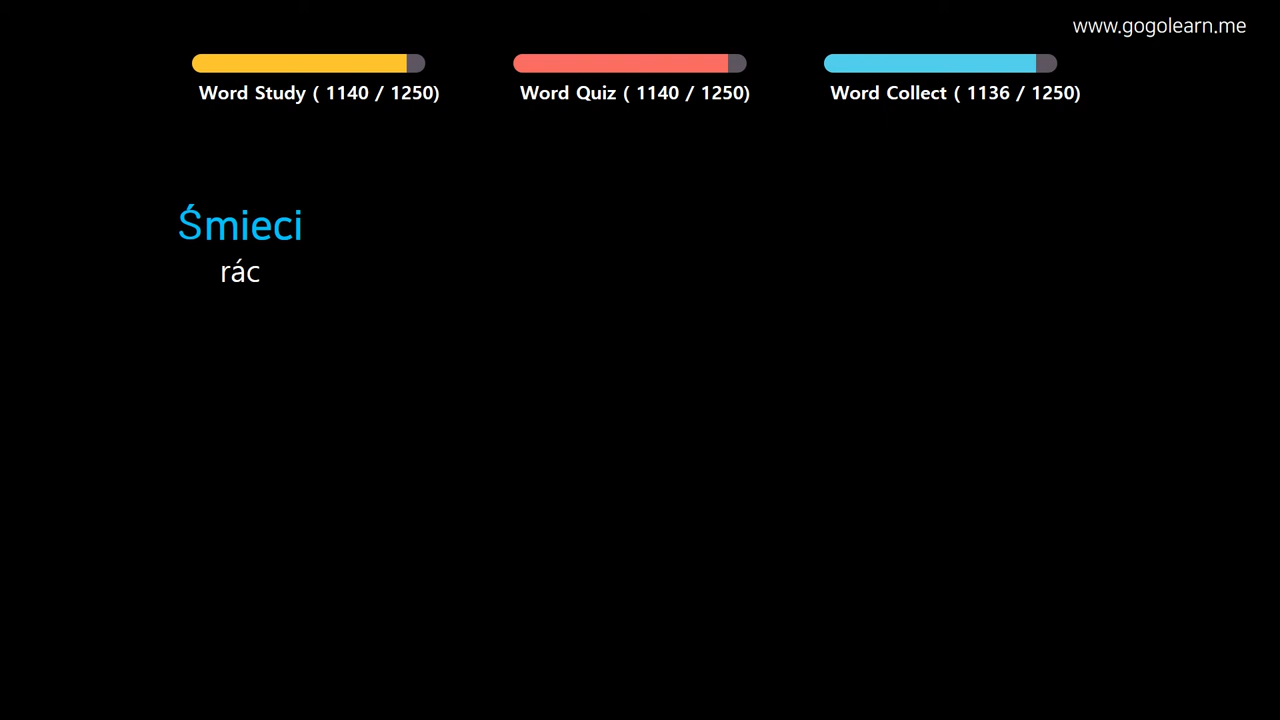 www.gogolearn.me
Word Study ( 1140 / 1250)
Word Quiz ( 1140 / 1250)
Word Collect ( 1136 / 1250)
Śmieci
rác